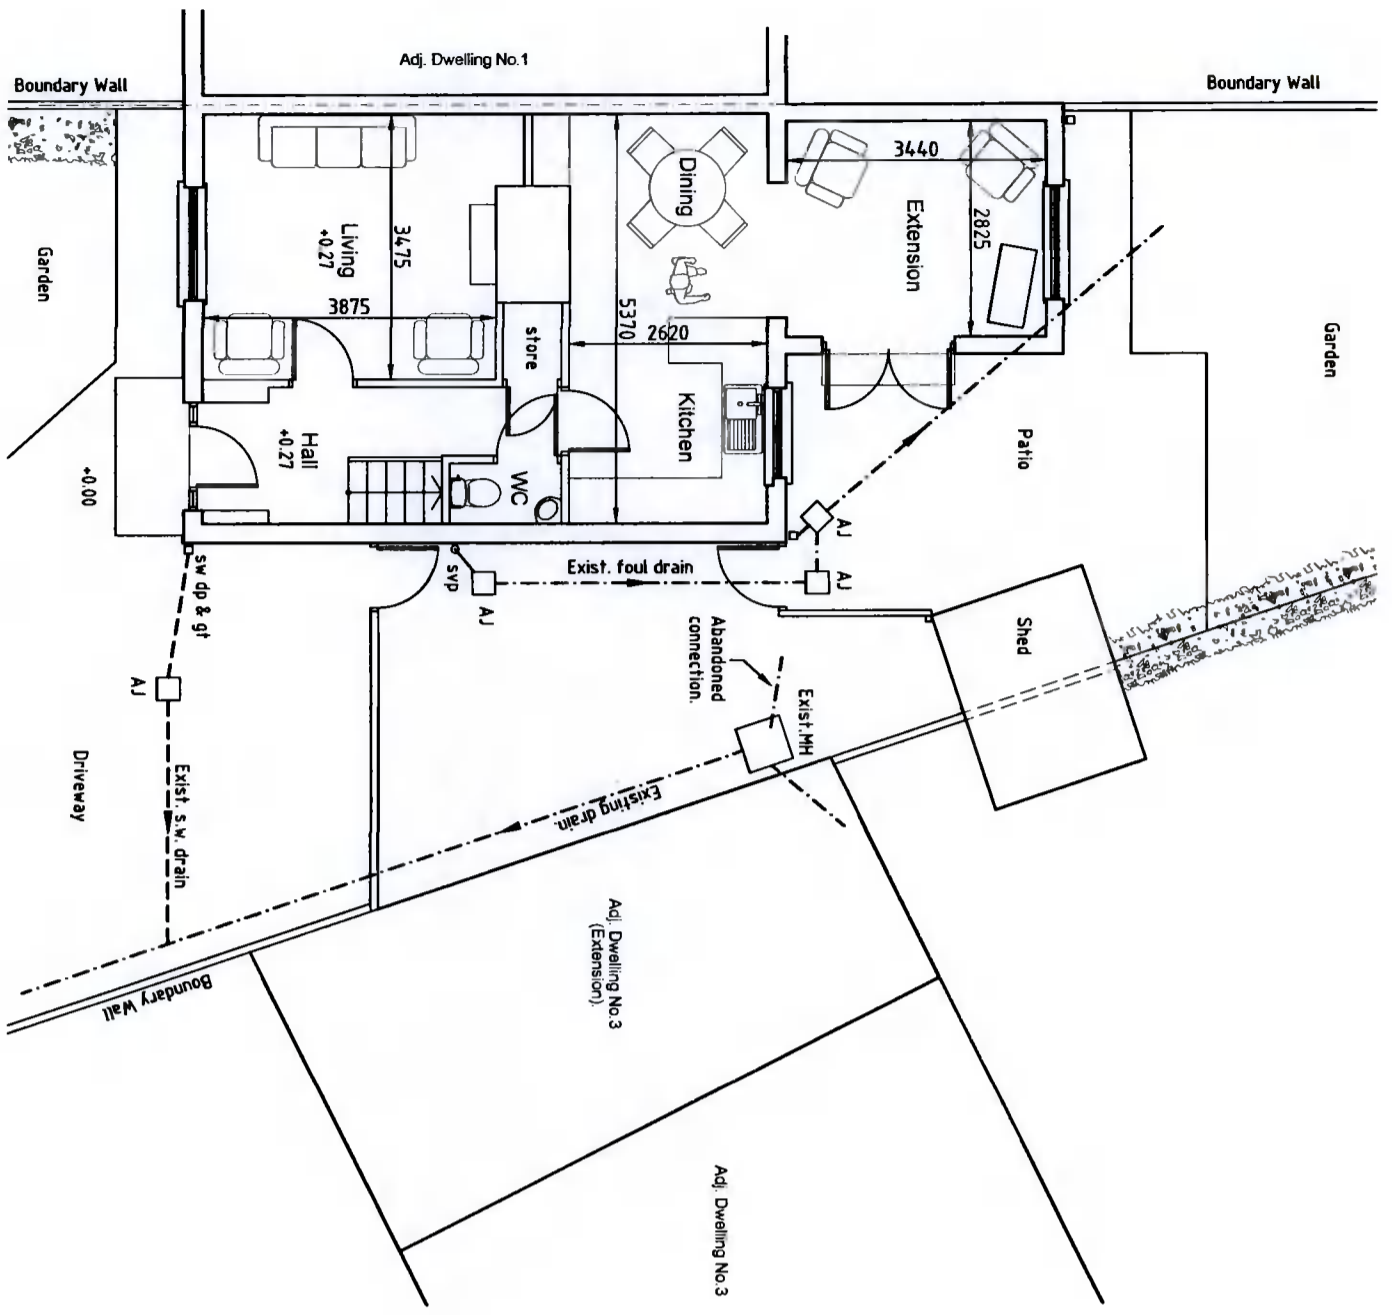 Adj. Dwelling No.1
Boundary Wall
Boundary Wall
3440
Dining
Extension
2825
Living
+0.27
3475
Garden
3875
5370
2620
store
Garden
Kitchen
Hall
+0.27
WC
Patio
+0.00
AJ
sw dp & gt
svp
Exist. foul drain
AJ
AJ
Abandoned
connection.
Shed
AJ
Exist.MH
Driveway
Exist. s.w. drain
Existing drain.
Adj. Dwelling No.3
(Extension).
Boundary Wall
Adj. Dwelling No.3